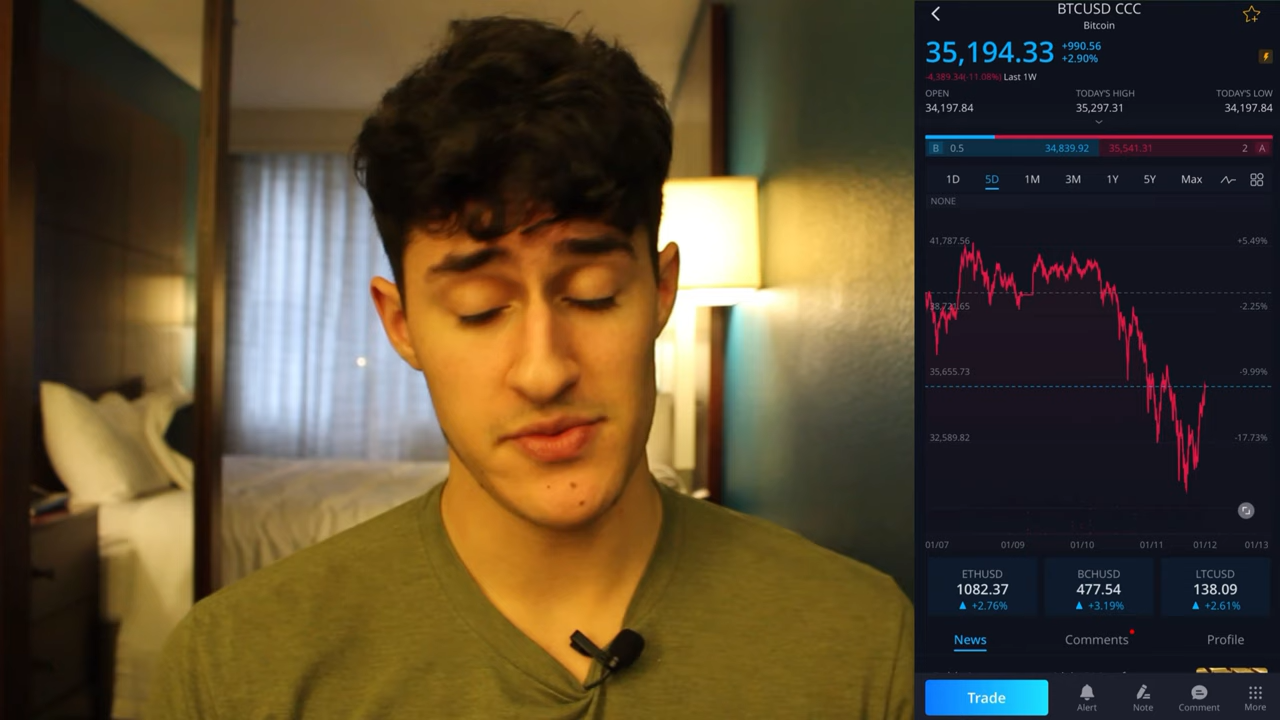 BTCUSD CCC
Bitcoin
35,194.33
+990.56
+2.90%
-4,389.34(-11.08%) Last 1W
OPEN TODAY'S HIGH TODAY'S LOW
34,197.84 35,297.31 34,197.84
B 0.5 34,839.92 35,541.31 2 A
1D 5D 1M 3M 1Y 5Y Max
NONE
41,787.56 +5.49%
38,721.65 -2.25%
35,655.73 -9.99%
32,589.82 -17.73%
01/07 01/09 01/10 01/11 01/12 01/13
ETHUSD BCHUSD LTCUSD
1082.37 477.54 138.09
+2.76% +3.19% +2.61%
News Comments Profile
Trade Alert Note Comment More